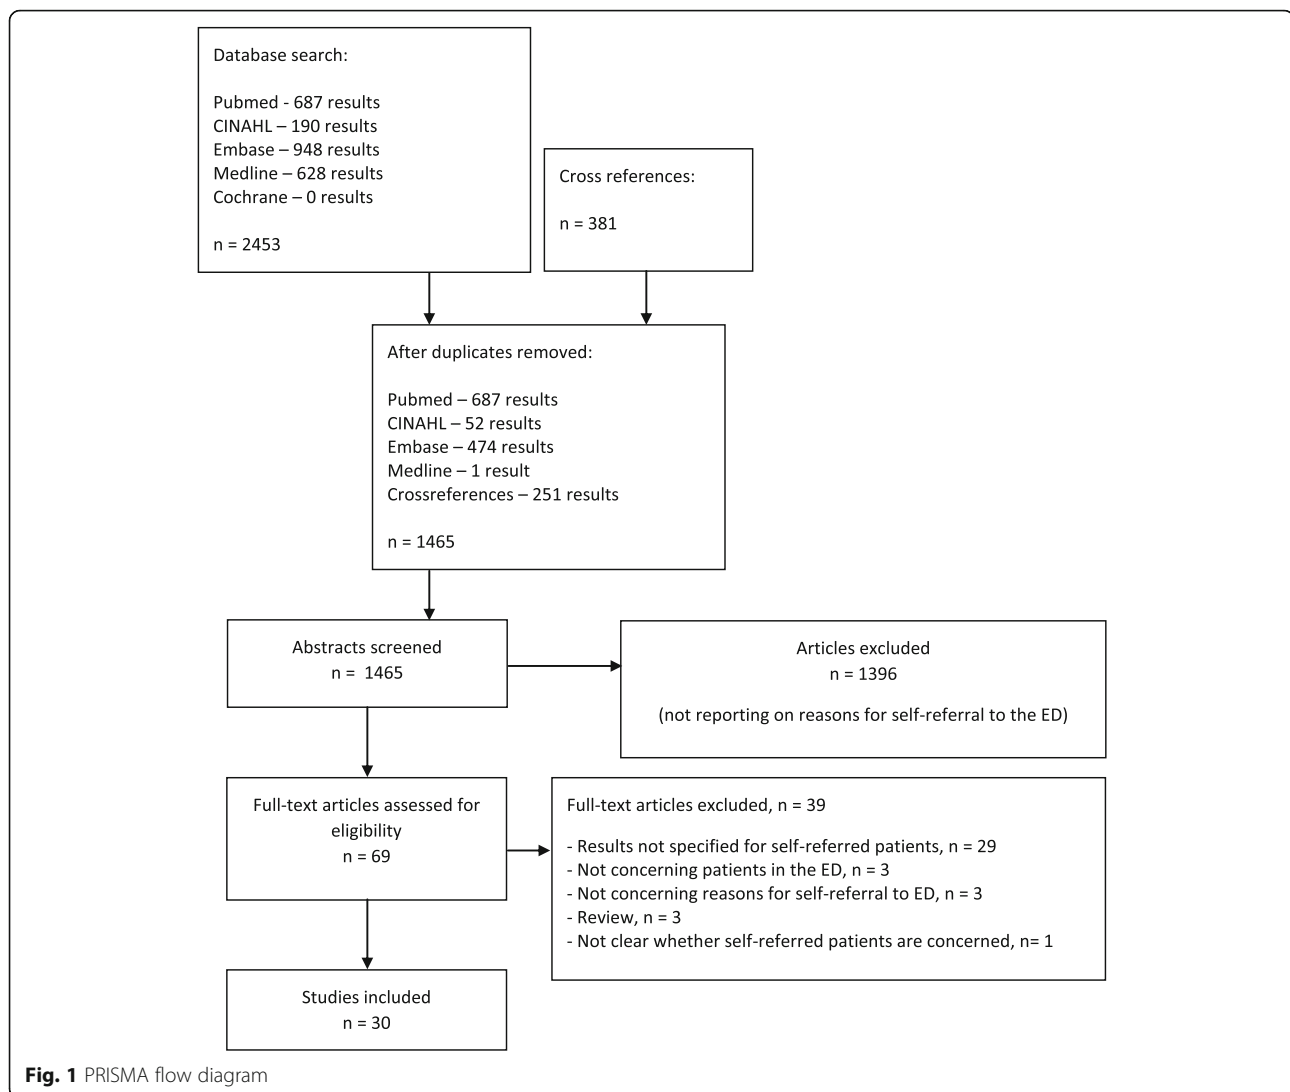 Database search:
Pubmed - 687 results
CINAHL – 190 results
Embase – 948 results
Medline – 628 results
Cochrane – 0 results
n = 2453
Cross references:
n = 381
After duplicates removed:
Pubmed – 687 results
CINAHL – 52 results
Embase – 474 results
Medline – 1 result
Crossreferences – 251 results
n = 1465
Abstracts screened
n =  1465
Articles excluded
n = 1396
(not reporting on reasons for self-referral to the ED)
Full-text articles assessed for
eligibility
n = 69
Full-text articles excluded, n = 39
- Results not specified for self-referred patients, n = 29
- Not concerning patients in the ED, n = 3
- Not concerning reasons for self-referral to ED, n = 3
- Review, n = 3
- Not clear whether self-referred patients are concerned, n= 1
Studies included
n = 30
Fig. 1 PRISMA flow diagram